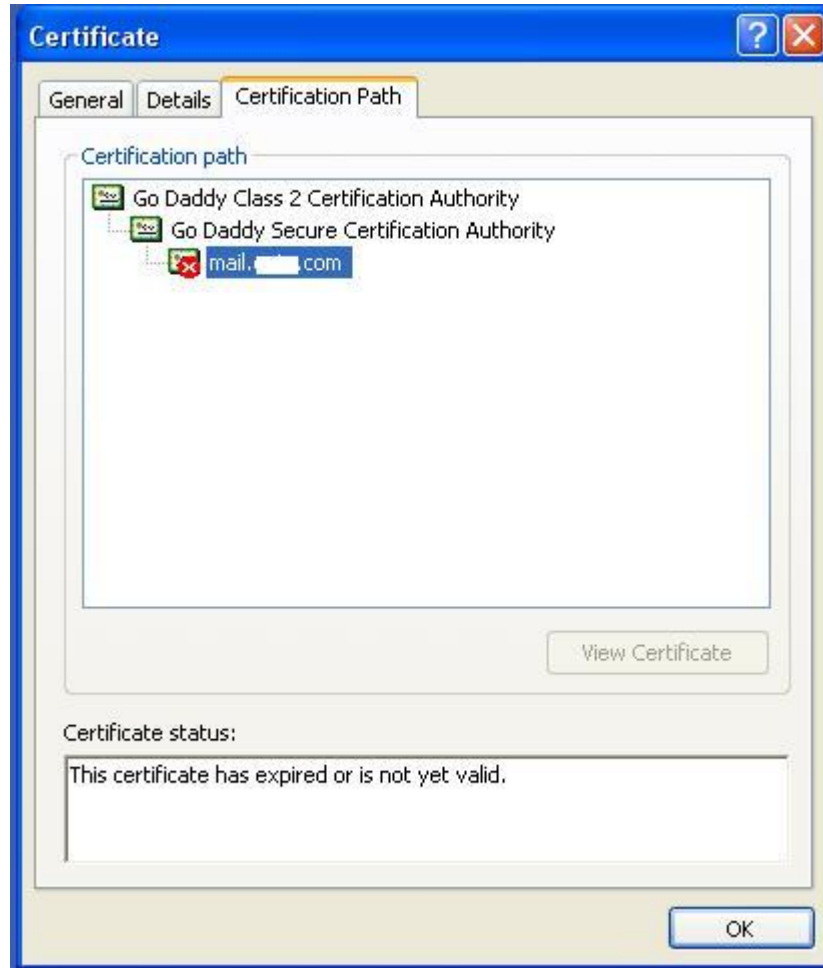 Certificate
General Details Certification Path
Certification path
Go Daddy Class 2 Certification Authority
Go Daddy Secure Certification Authority
mail. .com
View Certificate
Certificate status:
This certificate has expired or is not yet valid.
OK